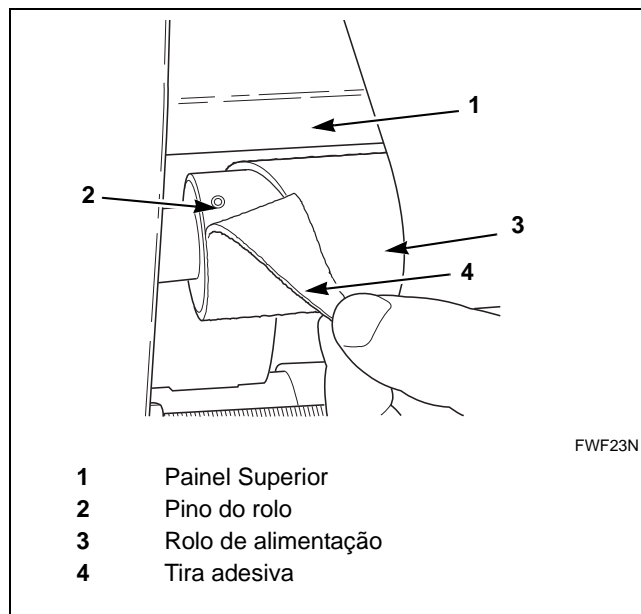 1
2
3
4
FWF23N
1 Painel Superior
2 Pino do rolo
3 Rolo de alimentação
4 Tira adesiva